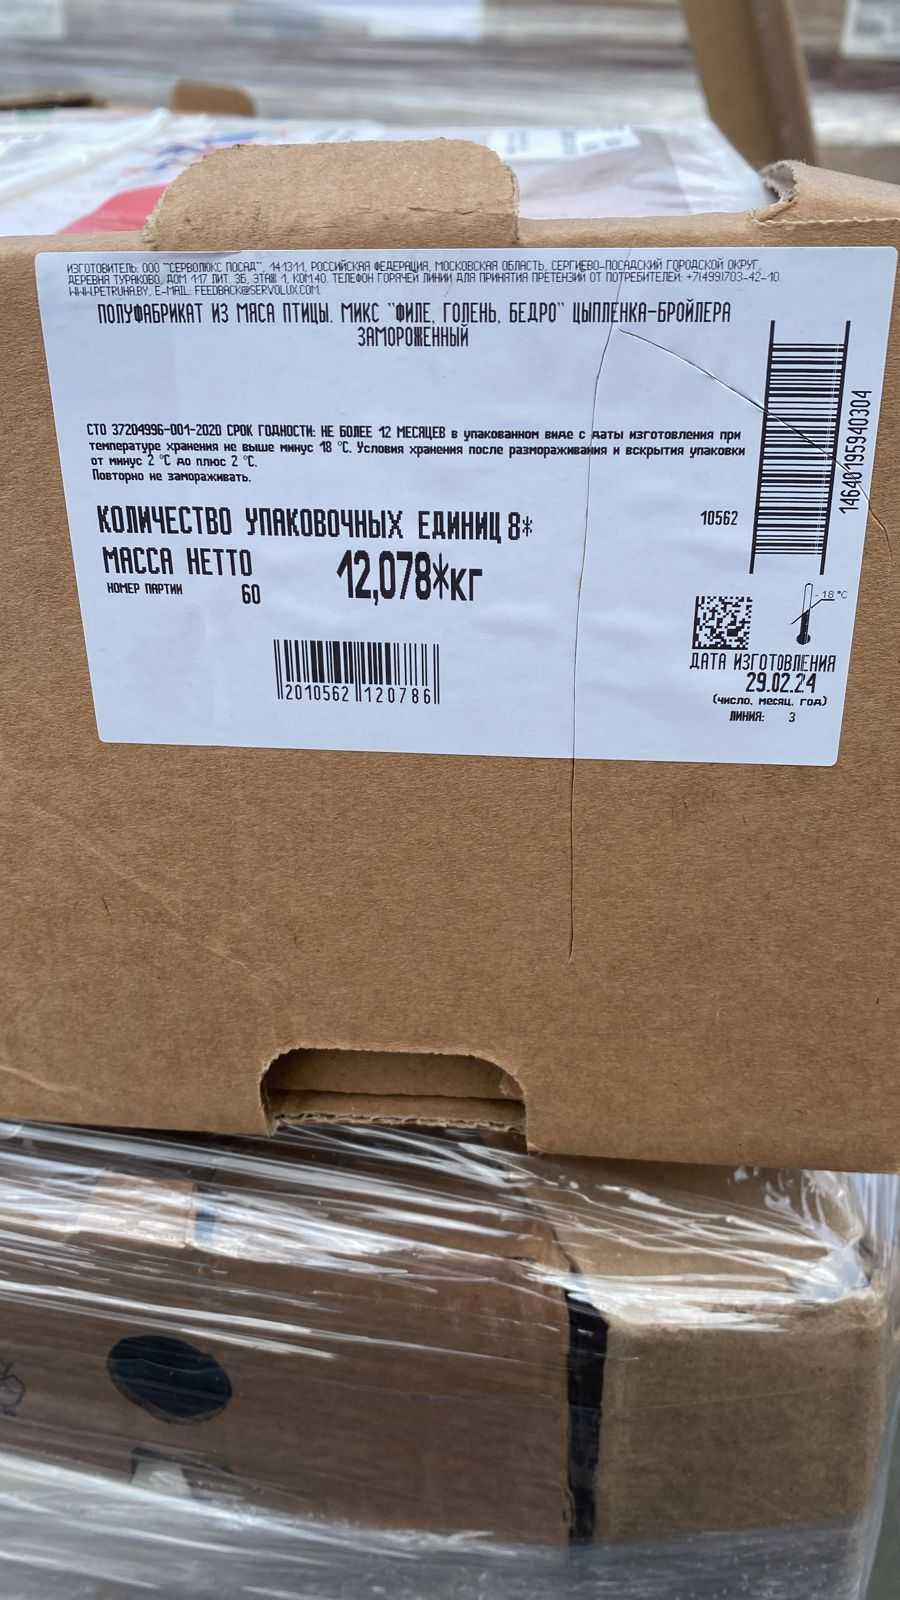 ИЗГОТОВИТЕЛЬ: ООО "СЕРВОЛЮКС ПОСАД", 141311, РОССИЙСКАЯ ФЕДЕРАЦИЯ, МОСКОВСКАЯ ОБЛАСТЬ, СЕРГИЕВО-ПОСАДСКИЙ ГОРОДСКОЙ ОКРУГ,
ДЕРЕВНЯ ТУРАКОВО, ДОМ 117 ЛИТ. 3Б, ЭТАЖ 1, КОМ.40. ТЕЛЕФОН ГОРЯЧЕЙ ЛИНИИ ДЛЯ ПРИНЯТИЯ ПРЕТЕНЗИЙ ОТ ПОТРЕБИТЕЛЕЙ: +7(499)703-42-10.
WWW.PETRUHA.BY, E-MAIL: FEEDBACK@SERVOLUX.COM.
ПОЛУФАБРИКАТ ИЗ МЯСА ПТИЦЫ. МИКС "ФИЛЕ, ГОЛЕНЬ, БЕДРО" ЦЫПЛЕНКА-БРОЙЛЕРА
ЗАМОРОЖЕННЫЙ
СТО 37204996-001-2020 СРОК ГОДНОСТИ: НЕ БОЛЕЕ 12 МЕСЯЦЕВ в упакованном виде с даты изготовления при
температуре хранения не выше минус 18 °С. Условия хранения после размораживания и вскрытия упаковки
от минус 2 °С до плюс 2 °С.
Повторно не замораживать.
КОЛИЧЕСТВО УПАКОВОЧНЫХ ЕДИНИЦ 8*
МАССА НЕТТО 12,078*кг
НОМЕР ПАРТИИ 60
2010562 120786
14640195940304
10562
-18 °C
ДАТА ИЗГОТОВЛЕНИЯ
29.02.24
(число, месяц, год)
ЛИНИЯ: 3